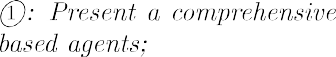 ①: Present a comprehensive
based agents;